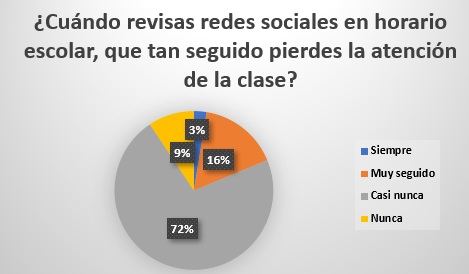 ¿Cuándo revisas redes sociales en horario
escolar, que tan seguido pierdes la atención
de la clase?
3%
9%
16%
72%
Siempre
Muy seguido
Casi nunca
Nunca